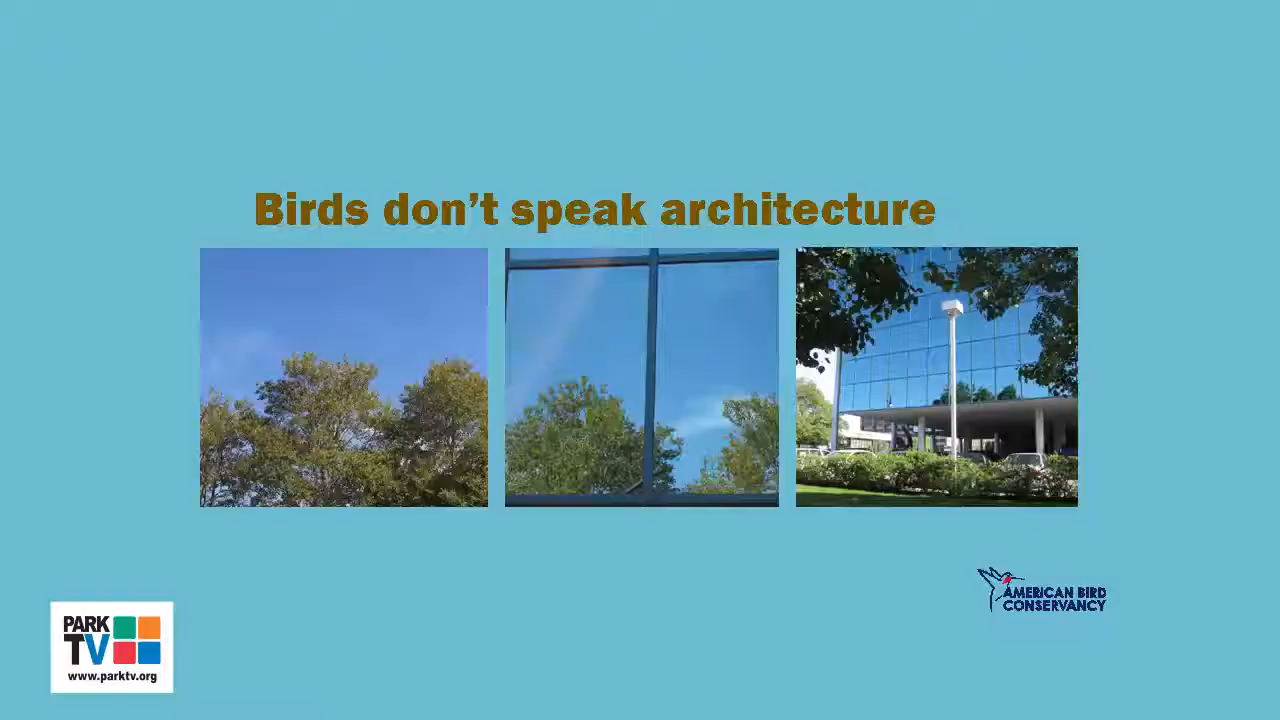 Birds don’t speak architecture
AMERICAN BIRD
CONSERVANCY
PARK
TV
www.parktv.org